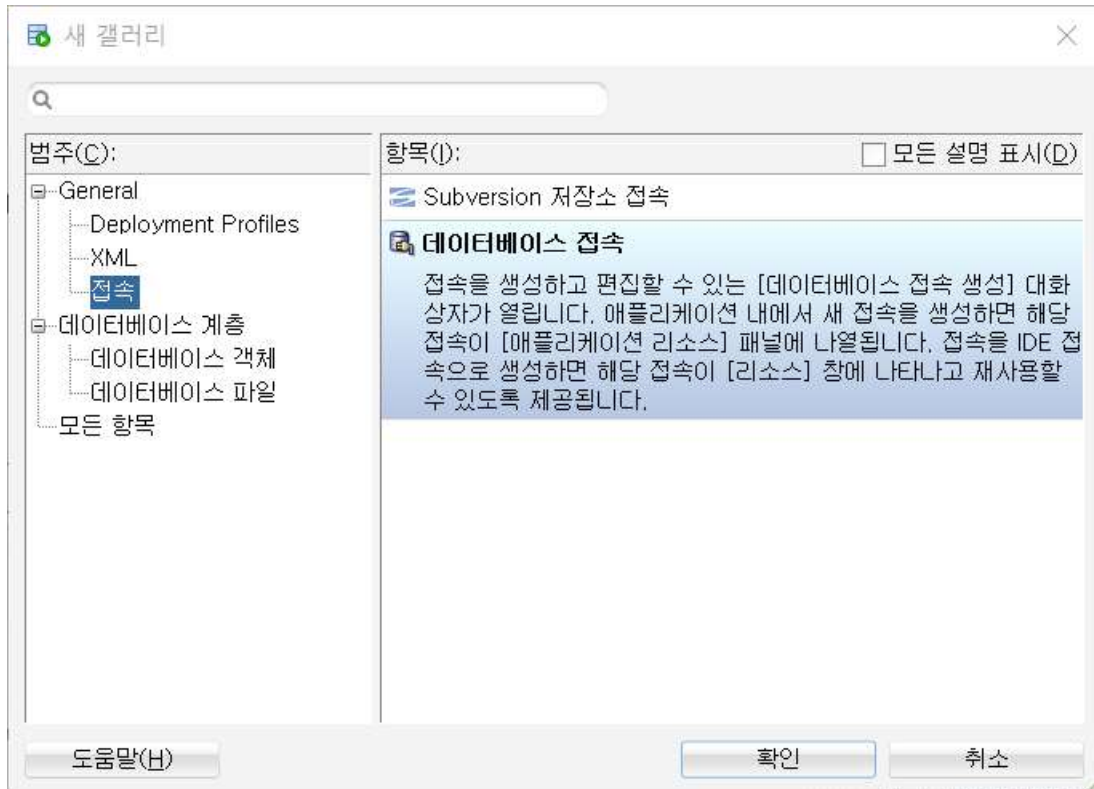 새 갤러리
범주(C):
General
Deployment Profiles
XML
접속
데이터베이스 계층
데이터베이스 객체
데이터베이스 파일
모든 항목
항목(I):
모든 설명 표시(D)
Subversion 저장소 접속
데이터베이스 접속
접속을 생성하고 편집할 수 있는 [데이터베이스 접속 생성] 대화
상자가 열립니다. 애플리케이션 내에서 새 접속을 생성하면 해당
접속이 [애플리케이션 리소스] 패널에 나열됩니다. 접속을 IDE 접
속으로 생성하면 해당 접속이 [리소스] 창에 나타나고 재사용할
수 있도록 제공됩니다.
도움말(H)
확인
취소